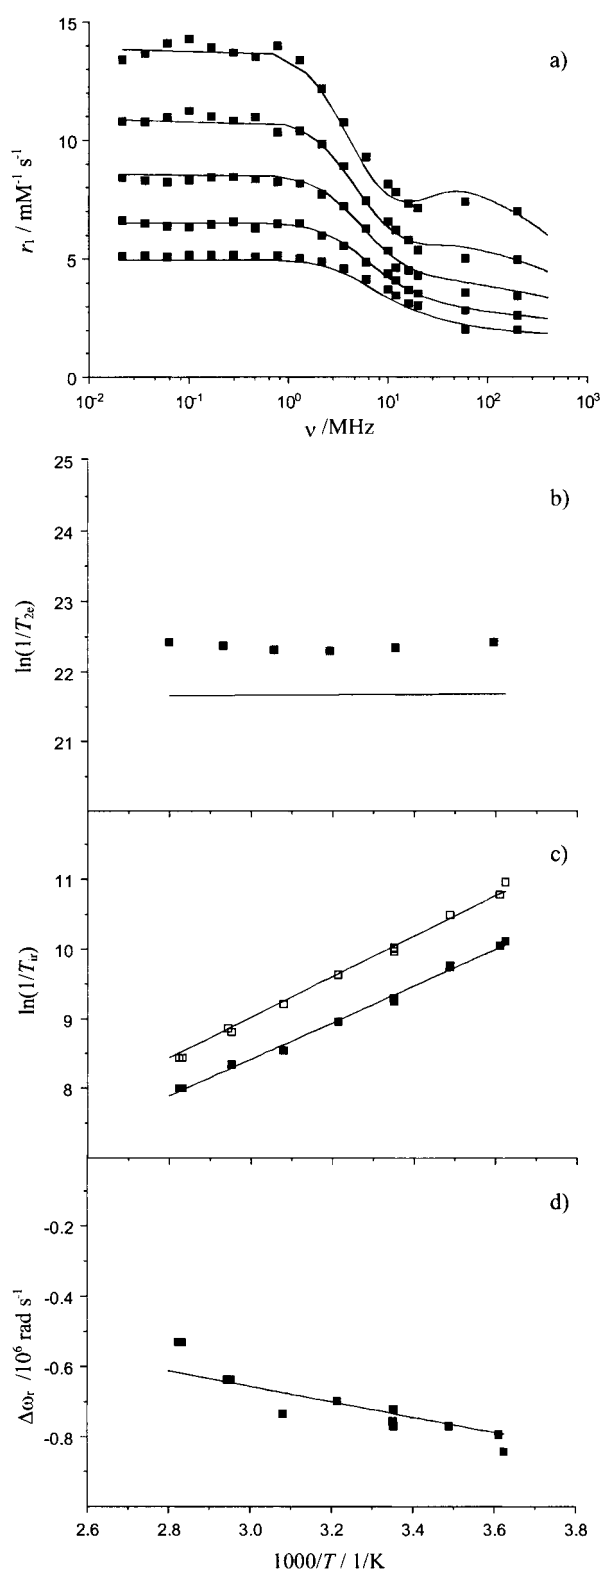 a)
15
10
5
0
r₁ / mM⁻¹ s⁻¹
10⁻² 10⁻¹ 10⁰ 10¹ 10² 10³
ν /MHz
b)
25
24
23
22
21
ln(1/T₂ₑ)
c)
11
10
9
8
ln(1/Tᵢᵣ)
d)
-0.2
-0.4
-0.6
-0.8
Δωᵣ /10⁶ rad s⁻¹
2.6 2.8 3.0 3.2 3.4 3.6 3.8
1000/T / 1/K